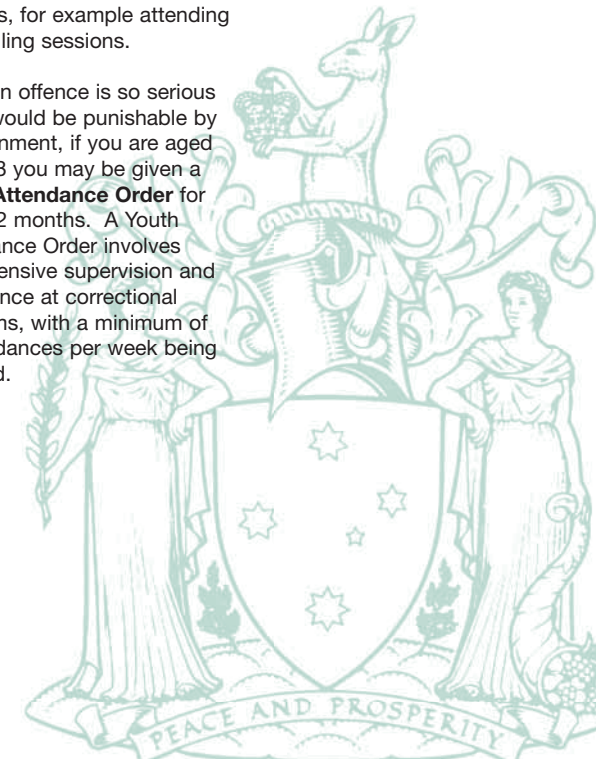 s, for example attending
ling sessions.
n offence is so serious
would be punishable by
nment, if you are aged
3 you may be given a
Attendance Order for
2 months. A Youth
ance Order involves
ensive supervision and
nce at correctional
ns, with a minimum of
dances per week being
d.
PEACE AND PROSPERITY